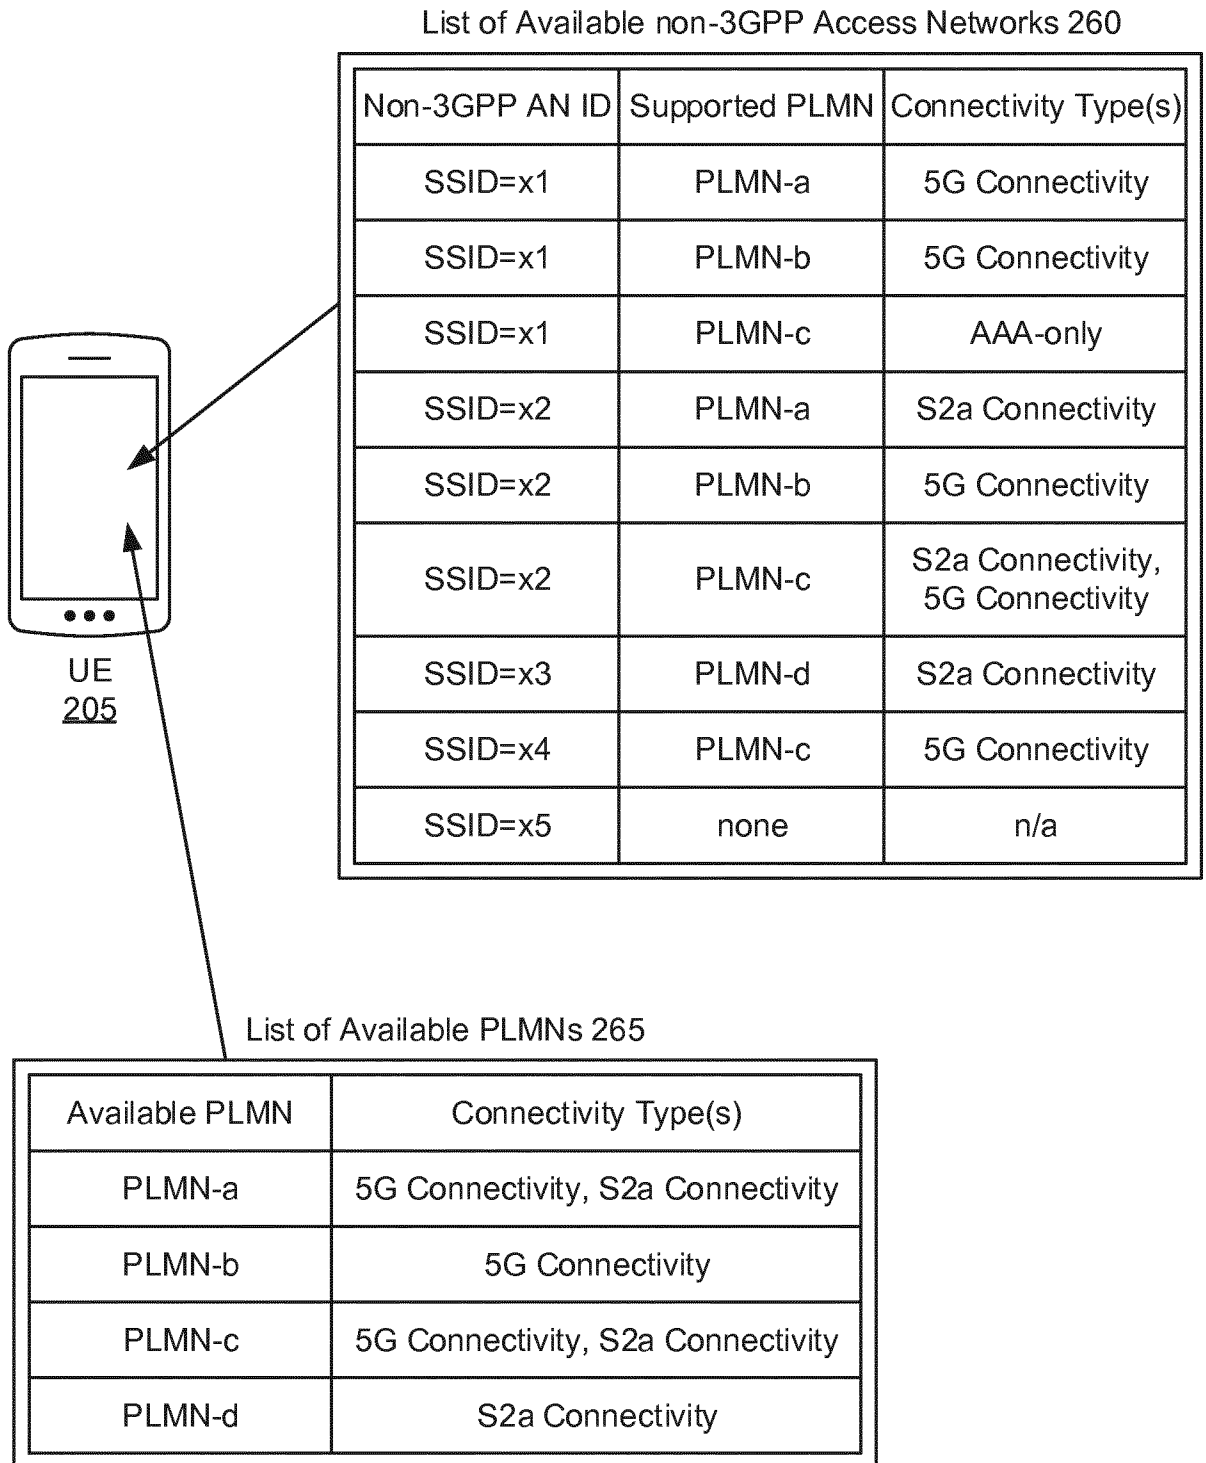 List of Available non-3GPP Access Networks 260
Non-3GPP AN ID Supported PLMN Connectivity Type(s)
SSID=x1 PLMN-a 5G Connectivity
SSID=x1 PLMN-b 5G Connectivity
SSID=x1 PLMN-c AAA-only
SSID=x2 PLMN-a S2a Connectivity
SSID=x2 PLMN-b 5G Connectivity
SSID=x2 PLMN-c S2a Connectivity,
5G Connectivity
SSID=x3 PLMN-d S2a Connectivity
SSID=x4 PLMN-c 5G Connectivity
SSID=x5 none n/a
UE
205
List of Available PLMNs 265
Available PLMN Connectivity Type(s)
PLMN-a 5G Connectivity, S2a Connectivity
PLMN-b 5G Connectivity
PLMN-c 5G Connectivity, S2a Connectivity
PLMN-d S2a Connectivity